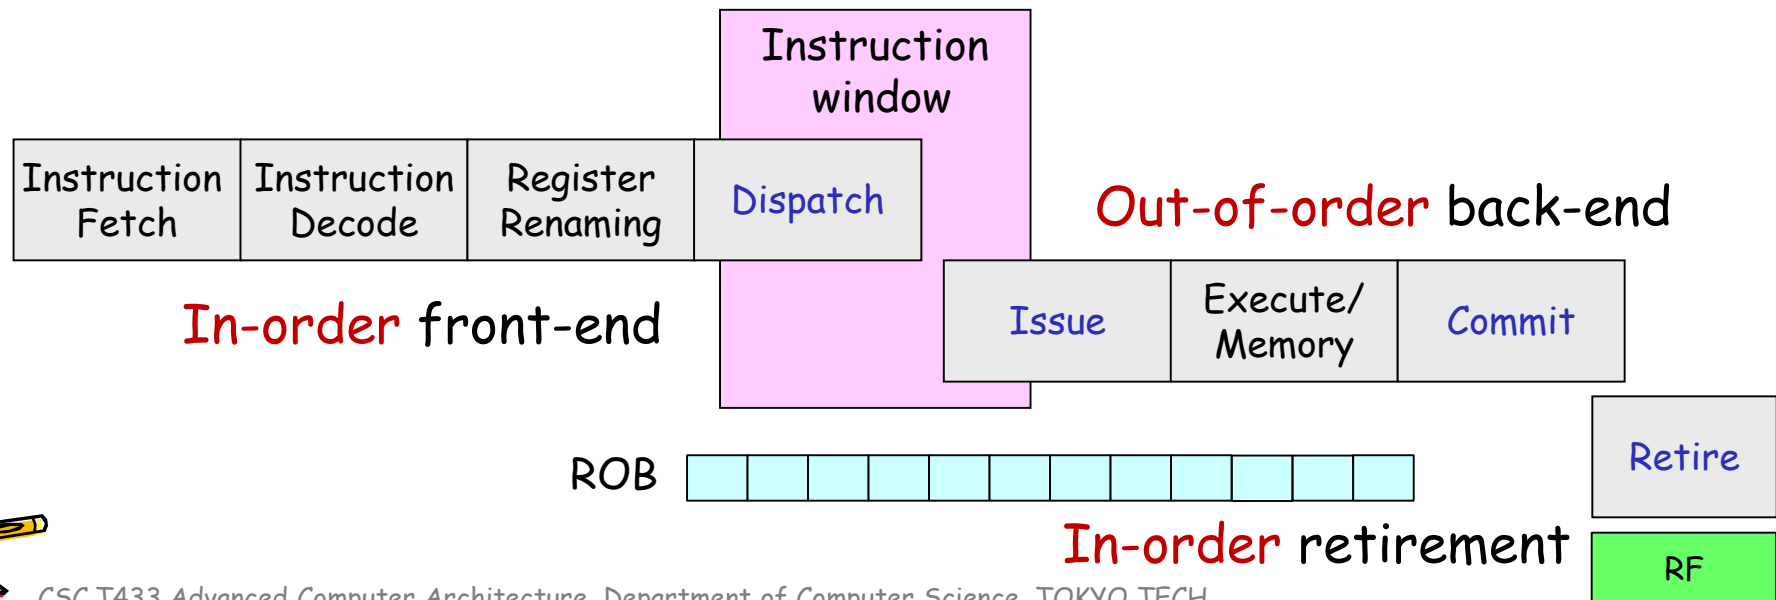 Instruction
window
Instruction
Fetch
Instruction
Decode
Register
Renaming
Dispatch
Out-of-order back-end
In-order front-end
Issue
Execute/
Memory
Commit
ROB
Retire
In-order retirement
RF
CSC.T433 Advanced Computer Architecture, Department of Computer Science, TOKYO TECH